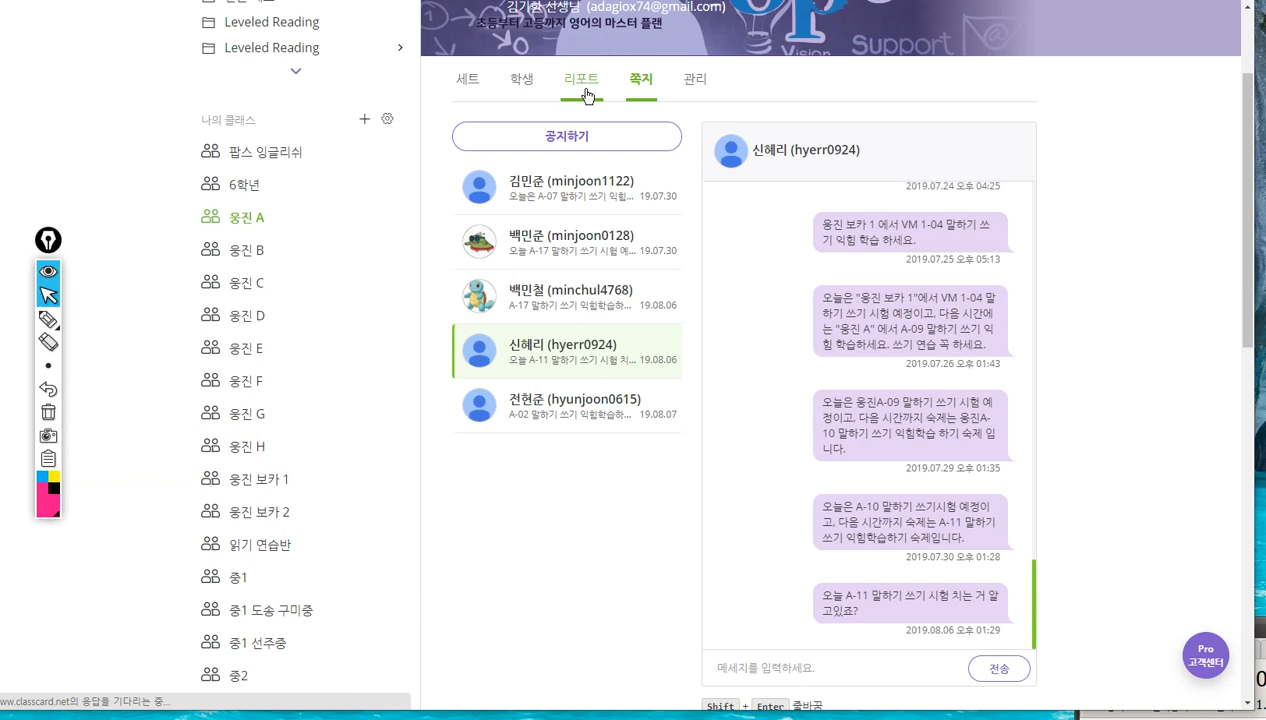 Leveled Reading
Leveled Reading
나의 클래스
팝스 잉글리쉬
6학년
웅진 A
웅진 B
웅진 C
웅진 D
웅진 E
웅진 F
웅진 G
웅진 H
웅진 보카 1
웅진 보카 2
읽기 연습반
중1
중1 도송 구미중
중1 선주중
중2
ww.classcard.net의 응답을 기다리는 중...
김기환 선생님 (adagiox74@gmail.com)
초등부터 고등까지 영어의 마스터 플랜
Vision
Support
세트 학생 리포트 쪽지 관리
공지하기
김민준 (minjoon1122)
오늘은 A-07 말하기 쓰기 익힘... 19.07.30
백민준 (minjoon0128)
오늘 A-17 말하기 쓰기 시험 예... 19.07.30
백민철 (minchul4768)
A-17 말하기 쓰기 익힘학습하... 19.08.06
신혜리 (hyerr0924)
오늘 A-11 말하기 쓰기 시험 치... 19.08.06
전현준 (hyunjoon0615)
A-02 말하기 쓰기 익힘학습하... 19.08.07
신혜리 (hyerr0924)
2019.07.24 오후 04:25
웅진 보카 1 에서 VM 1-04 말하기 쓰
기 익힘 학습 하세요.
2019.07.25 오후 05:13
오늘은 "웅진 보카 1"에서 VM 1-04 말
하기 쓰기 시험 예정이고, 다음 시간에
는 "웅진 A" 에서 A-09 말하기 쓰기 익
힘 학습하세요. 쓰기 연습 꼭 하세요.
2019.07.26 오후 01:43
오늘은 웅진A-09 말하기 쓰기 시험 예
정이고, 다음 시간까지 숙제는 웅진A-
10 말하기 쓰기 익힘학습 하기 숙제 입
니다.
2019.07.29 오후 01:35
오늘은 A-10 말하기 쓰기시험 예정이
고, 다음 시간까지 숙제는 A-11 말하기
쓰기 익힘학습하기 숙제입니다.
2019.07.30 오후 01:28
오늘 A-11 말하기 쓰기 시험 치는 거 알
고있죠?
2019.08.06 오후 01:29
메세지를 입력하세요. 전송
Shift + Enter 줄바꿈
Pro
고객센터